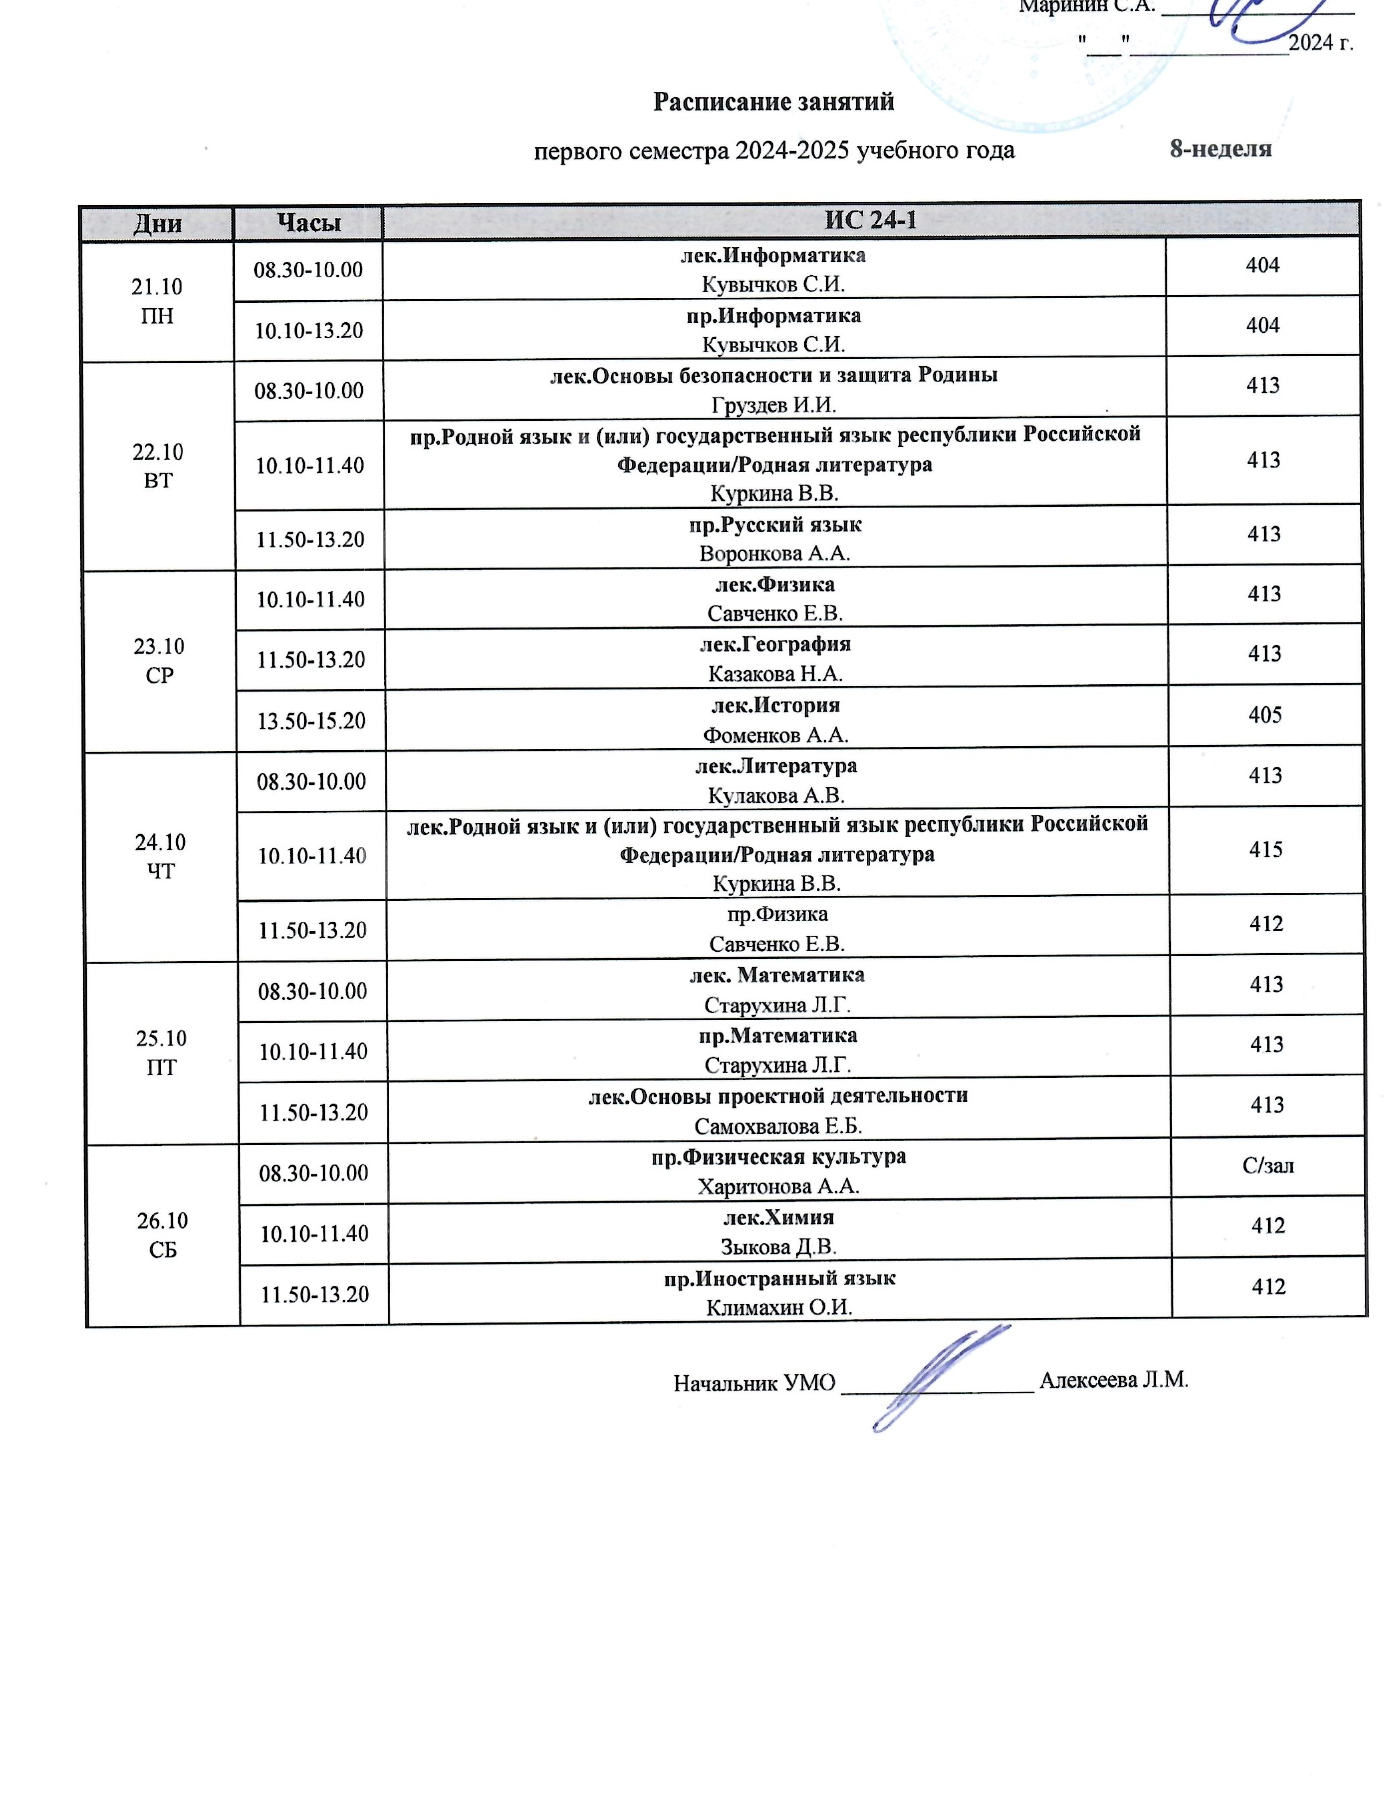 Маринин С.А. ________________
"___"______________2024 г.
Расписание занятий
первого семестра 2024-2025 учебного года 8-неделя
Дни Часы ИС 24-1
21.10
ПН
08.30-10.00
лек.Информатика
Кувычков С.И.
404
10.10-13.20
пр.Информатика
Кувычков С.И.
404
22.10
ВТ
08.30-10.00
лек.Основы безопасности и защита Родины
Груздев И.И.
413
10.10-11.40
пр.Родной язык и (или) государственный язык республики Российской
Федерации/Родная литература
Куркина В.В.
413
11.50-13.20
пр.Русский язык
Воронкова А.А.
413
23.10
СР
10.10-11.40
лек.Физика
Савченко Е.В.
413
11.50-13.20
лек.География
Казакова Н.А.
413
13.50-15.20
лек.История
Фоменков А.А.
405
24.10
ЧТ
08.30-10.00
лек.Литература
Кулакова А.В.
413
10.10-11.40
лек.Родной язык и (или) государственный язык республики Российской
Федерации/Родная литература
Куркина В.В.
415
11.50-13.20
пр.Физика
Савченко Е.В.
412
25.10
ПТ
08.30-10.00
лек. Математика
Старухина Л.Г.
413
10.10-11.40
пр.Математика
Старухина Л.Г.
413
11.50-13.20
лек.Основы проектной деятельности
Самохвалова Е.Б.
413
26.10
СБ
08.30-10.00
пр.Физическая культура
Харитонова А.А.
С/зал
10.10-11.40
лек.Химия
Зыкова Д.В.
412
11.50-13.20
пр.Иностранный язык
Климахин О.И.
412
Начальник УМО ________________ Алексеева Л.М.